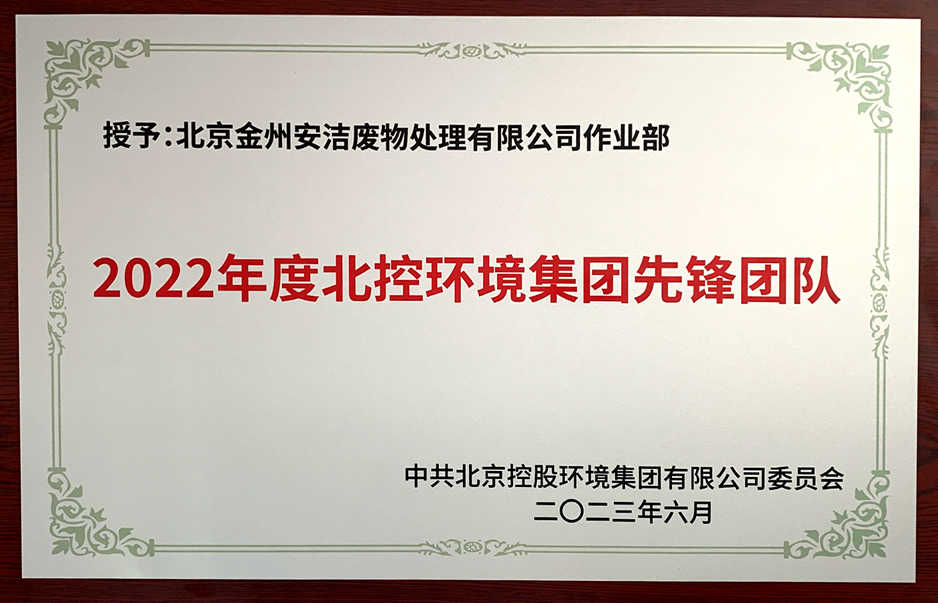 授予：北京金州安洁废物处理有限公司作业部
2022年度北控环境集团先锋团队
中共北京控股环境集团有限公司委员会
二〇二三年六月